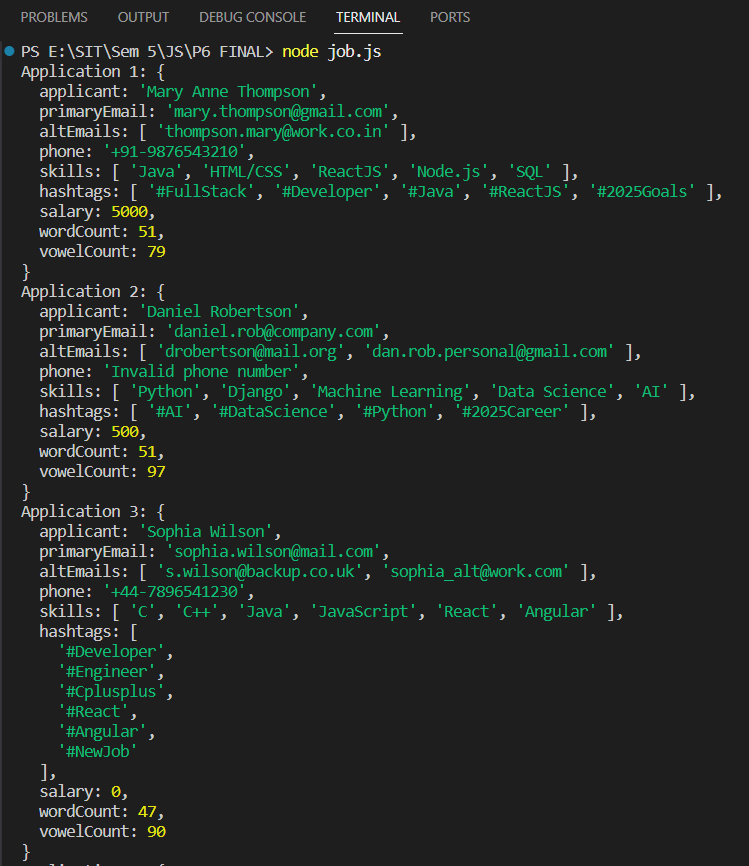 PROBLEMS OUTPUT DEBUG CONSOLE TERMINAL PORTS
PS E:\SIT\Sem 5\JS\P6 FINAL> node job.js
Application 1: {
  applicant: 'Mary Anne Thompson',
  primaryEmail: 'mary.thompson@gmail.com',
  altEmails: [ 'thompson.mary@work.co.in' ],
  phone: '+91-9876543210',
  skills: [ 'Java', 'HTML/CSS', 'ReactJS', 'Node.js', 'SQL' ],
  hashtags: [ '#FullStack', '#Developer', '#Java', '#ReactJS', '#2025Goals' ],
  salary: 5000,
  wordCount: 51,
  vowelCount: 79
}
Application 2: {
  applicant: 'Daniel Robertson',
  primaryEmail: 'daniel.rob@company.com',
  altEmails: [ 'drobertson@mail.org', 'dan.rob.personal@gmail.com' ],
  phone: 'Invalid phone number',
  skills: [ 'Python', 'Django', 'Machine Learning', 'Data Science', 'AI' ],
  hashtags: [ '#AI', '#DataScience', '#Python', '#2025Career' ],
  salary: 500,
  wordCount: 51,
  vowelCount: 97
}
Application 3: {
  applicant: 'Sophia Wilson',
  primaryEmail: 'sophia.wilson@mail.com',
  altEmails: [ 's.wilson@backup.co.uk', 'sophia_alt@work.com' ],
  phone: '+44-7896541230',
  skills: [ 'C', 'C++', 'Java', 'JavaScript', 'React', 'Angular' ],
  hashtags: [
    '#Developer',
    '#Engineer',
    '#Cplusplus',
    '#React',
    '#Angular',
    '#NewJob'
  ],
  salary: 0,
  wordCount: 47,
  vowelCount: 90
}